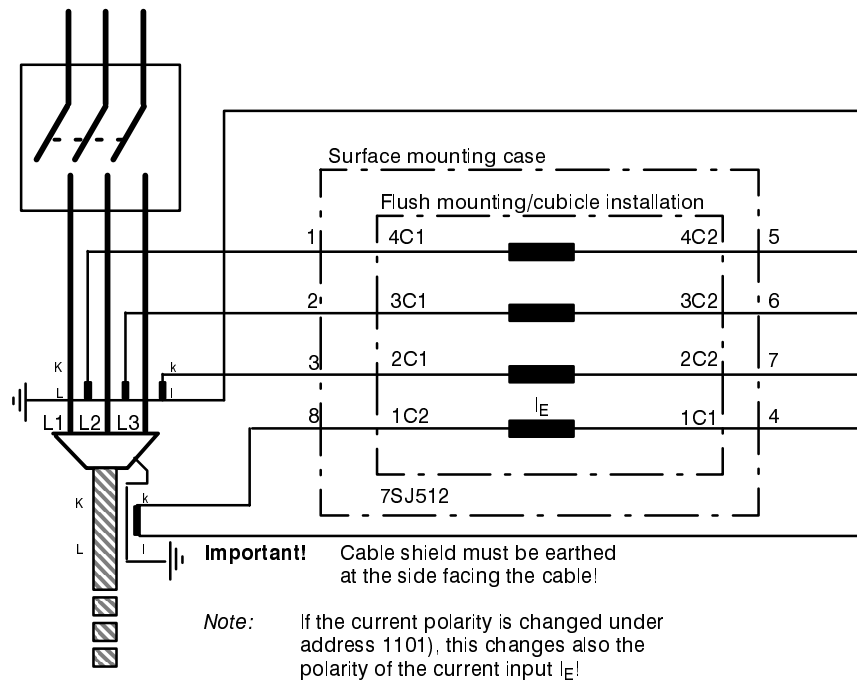 Surface mounting case
Flush mounting/cubicle installation
1 4C1 4C2 5
2 3C1 3C2 6
K k
3 2C1 2C2 7
L l
L1 L2 L3
8 1C2 IE 1C1 4
7SJ512
K k
L l
Important! Cable shield must be earthed
at the side facing the cable!
Note: If the current polarity is changed under
address 1101), this changes also the
polarity of the current input IE!